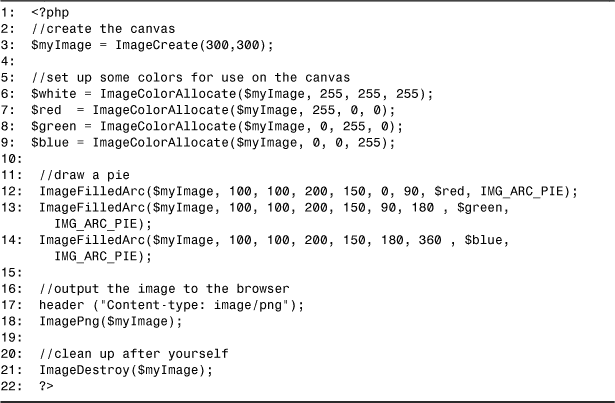 1:  <?php
2:  //create the canvas
3:  $myImage = ImageCreate(300,300);
4:
5:  //set up some colors for use on the canvas
6:  $white = ImageColorAllocate($myImage, 255, 255, 255);
7:  $red  = ImageColorAllocate($myImage, 255, 0, 0);
8:  $green = ImageColorAllocate($myImage, 0, 255, 0);
9:  $blue = ImageColorAllocate($myImage, 0, 0, 255);
10:
11:  //draw a pie
12:  ImageFilledArc($myImage, 100, 100, 200, 150, 0, 90, $red, IMG_ARC_PIE);
13:  ImageFilledArc($myImage, 100, 100, 200, 150, 90, 180 , $green,
       IMG_ARC_PIE);
14:  ImageFilledArc($myImage, 100, 100, 200, 150, 180, 360 , $blue,
       IMG_ARC_PIE);
15:
16:  //output the image to the browser
17:  header ("Content-type: image/png");
18:  ImagePng($myImage);
19:
20:  //clean up after yourself
21:  ImageDestroy($myImage);
22:  ?>